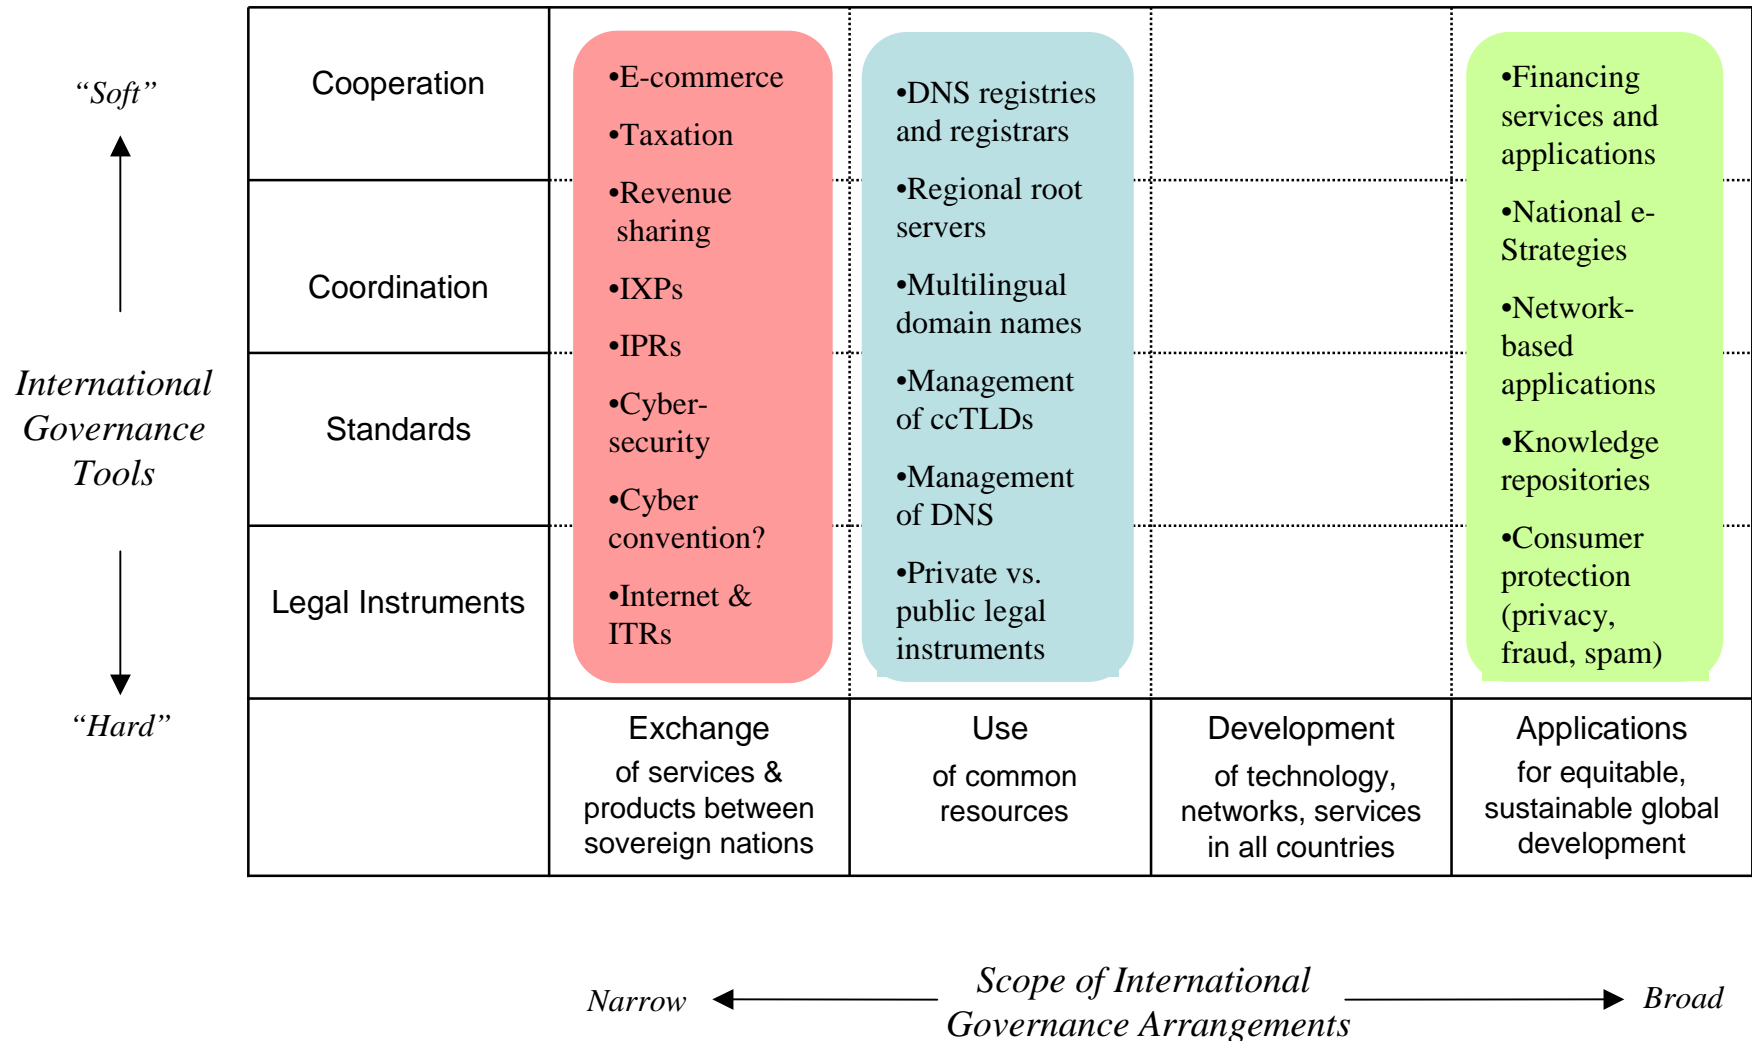 “Soft”
International
Governance
Tools
“Hard”
Cooperation
Coordination
Standards
Legal Instruments
•E-commerce
•Taxation
•Revenue
sharing
•IXPs
•IPRs
•Cyber-
security
•Cyber
convention?
•Internet &
ITRs
•DNS registries
and registrars
•Regional root
servers
•Multilingual
domain names
•Management
of ccTLDs
•Management
of DNS
•Private vs.
public legal
instruments
•Financing
services and
applications
•National e-
Strategies
•Network-
based
applications
•Knowledge
repositories
•Consumer
protection
(privacy,
fraud, spam)
Exchange
of services &
products between
sovereign nations
Use
of common
resources
Development
of technology,
networks, services
in all countries
Applications
for equitable,
sustainable global
development
Narrow
Scope of International
Governance Arrangements
Broad